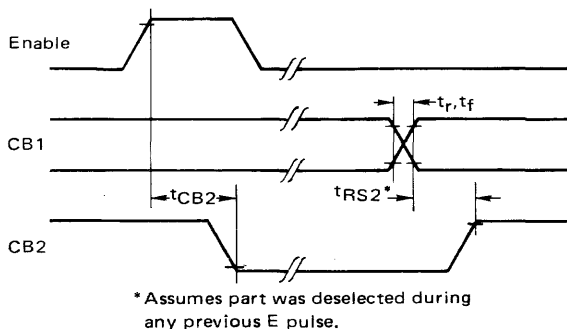 Enable
tr, tf
CB1
tCB2
tRS2*
CB2
*Assumes part was deselected during
any previous E pulse.